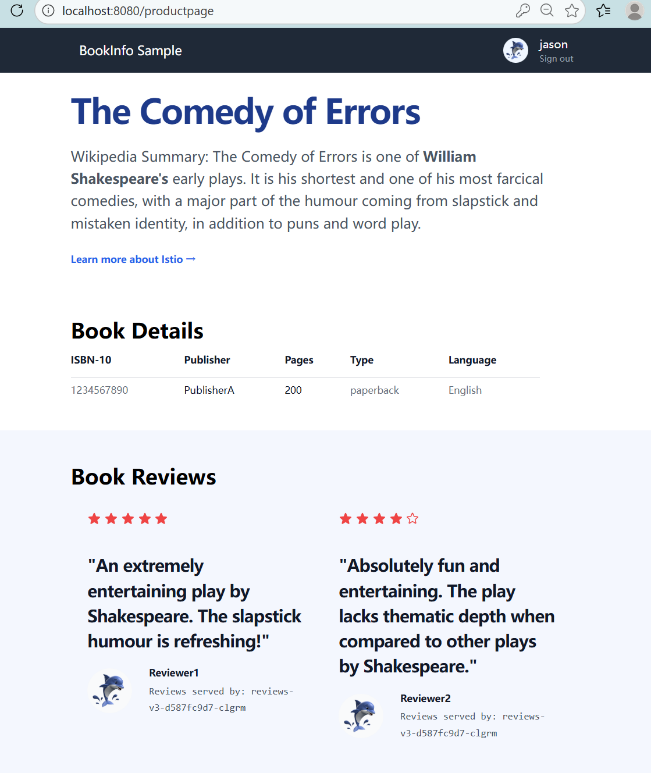 localhost:8080/productpage
BookInfo Sample
jason
Sign out
The Comedy of Errors
Wikipedia Summary: The Comedy of Errors is one of William
Shakespeare's early plays. It is his shortest and one of his most farcical
comedies, with a major part of the humour coming from slapstick and
mistaken identity, in addition to puns and word play.
Learn more about Istio →
Book Details
ISBN-10 Publisher Pages Type Language
1234567890 PublisherA 200 paperback English
Book Reviews
"An extremely
entertaining play by
Shakespeare. The slapstick
humour is refreshing!"
Reviewer1
Reviews served by: reviews-
v3-d587fc9d7-clgrm
"Absolutely fun and
entertaining. The play
lacks thematic depth when
compared to other plays
by Shakespeare."
Reviewer2
Reviews served by: reviews-
v3-d587fc9d7-clgrm